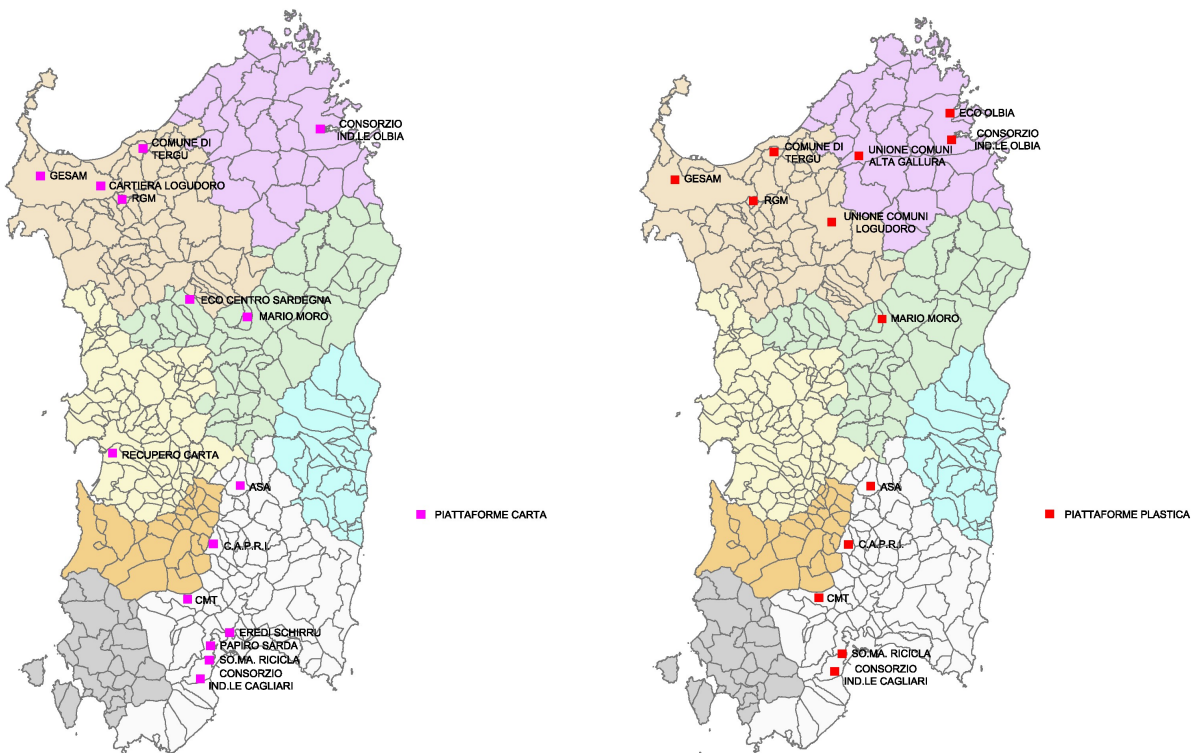 CONSORZIO
IND.LE OLBIA
COMUNE DI
TERGU
GESAM
CARTIERA LOGUDORO
RGM
ECO CENTRO SARDEGNA
MARIO MORO
RECUPERO CARTA
ASA
PIATTAFORME CARTA
C.A.P.R.I.
CMT
EREDI SCHIRRU
PAPIRO SARDA
SO.MA. RICICLA
CONSORZIO
IND.LE CAGLIARI
ECO OLBIA
CONSORZIO
IND.LE OLBIA
COMUNE DI
TERGU
UNIONE COMUNI
ALTA GALLURA
GESAM
RGM
UNIONE COMUNI
LOGUDORO
MARIO MORO
ASA
PIATTAFORME PLASTICA
C.A.P.R.I.
CMT
SO.MA. RICICLA
CONSORZIO
IND.LE CAGLIARI